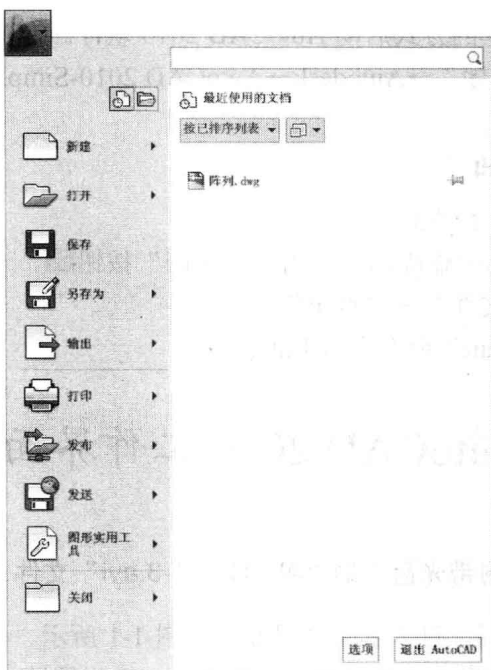 最近使用的文档
按已排序列表
阵列.dwg
新建
打开
保存
另存为
输出
打印
发布
发送
图形实用工
具
关闭
选项
退出 AutoCAD